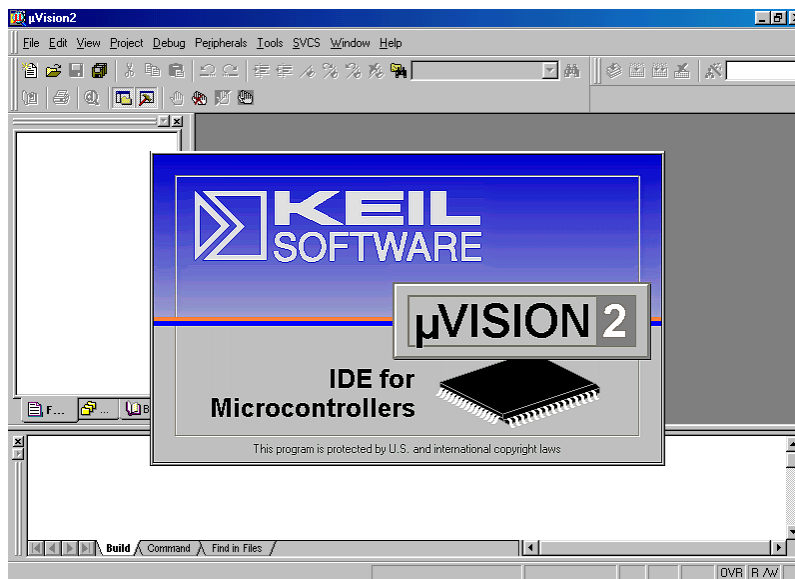 µVision2
File Edit View Project Debug Peripherals Tools SVCS Window Help
KEIL
SOFTWARE
µVISION 2
IDE for
Microcontrollers
This program is protected by U.S. and international copyright laws
F... ... B
Build Command Find in Files
OVR R /W